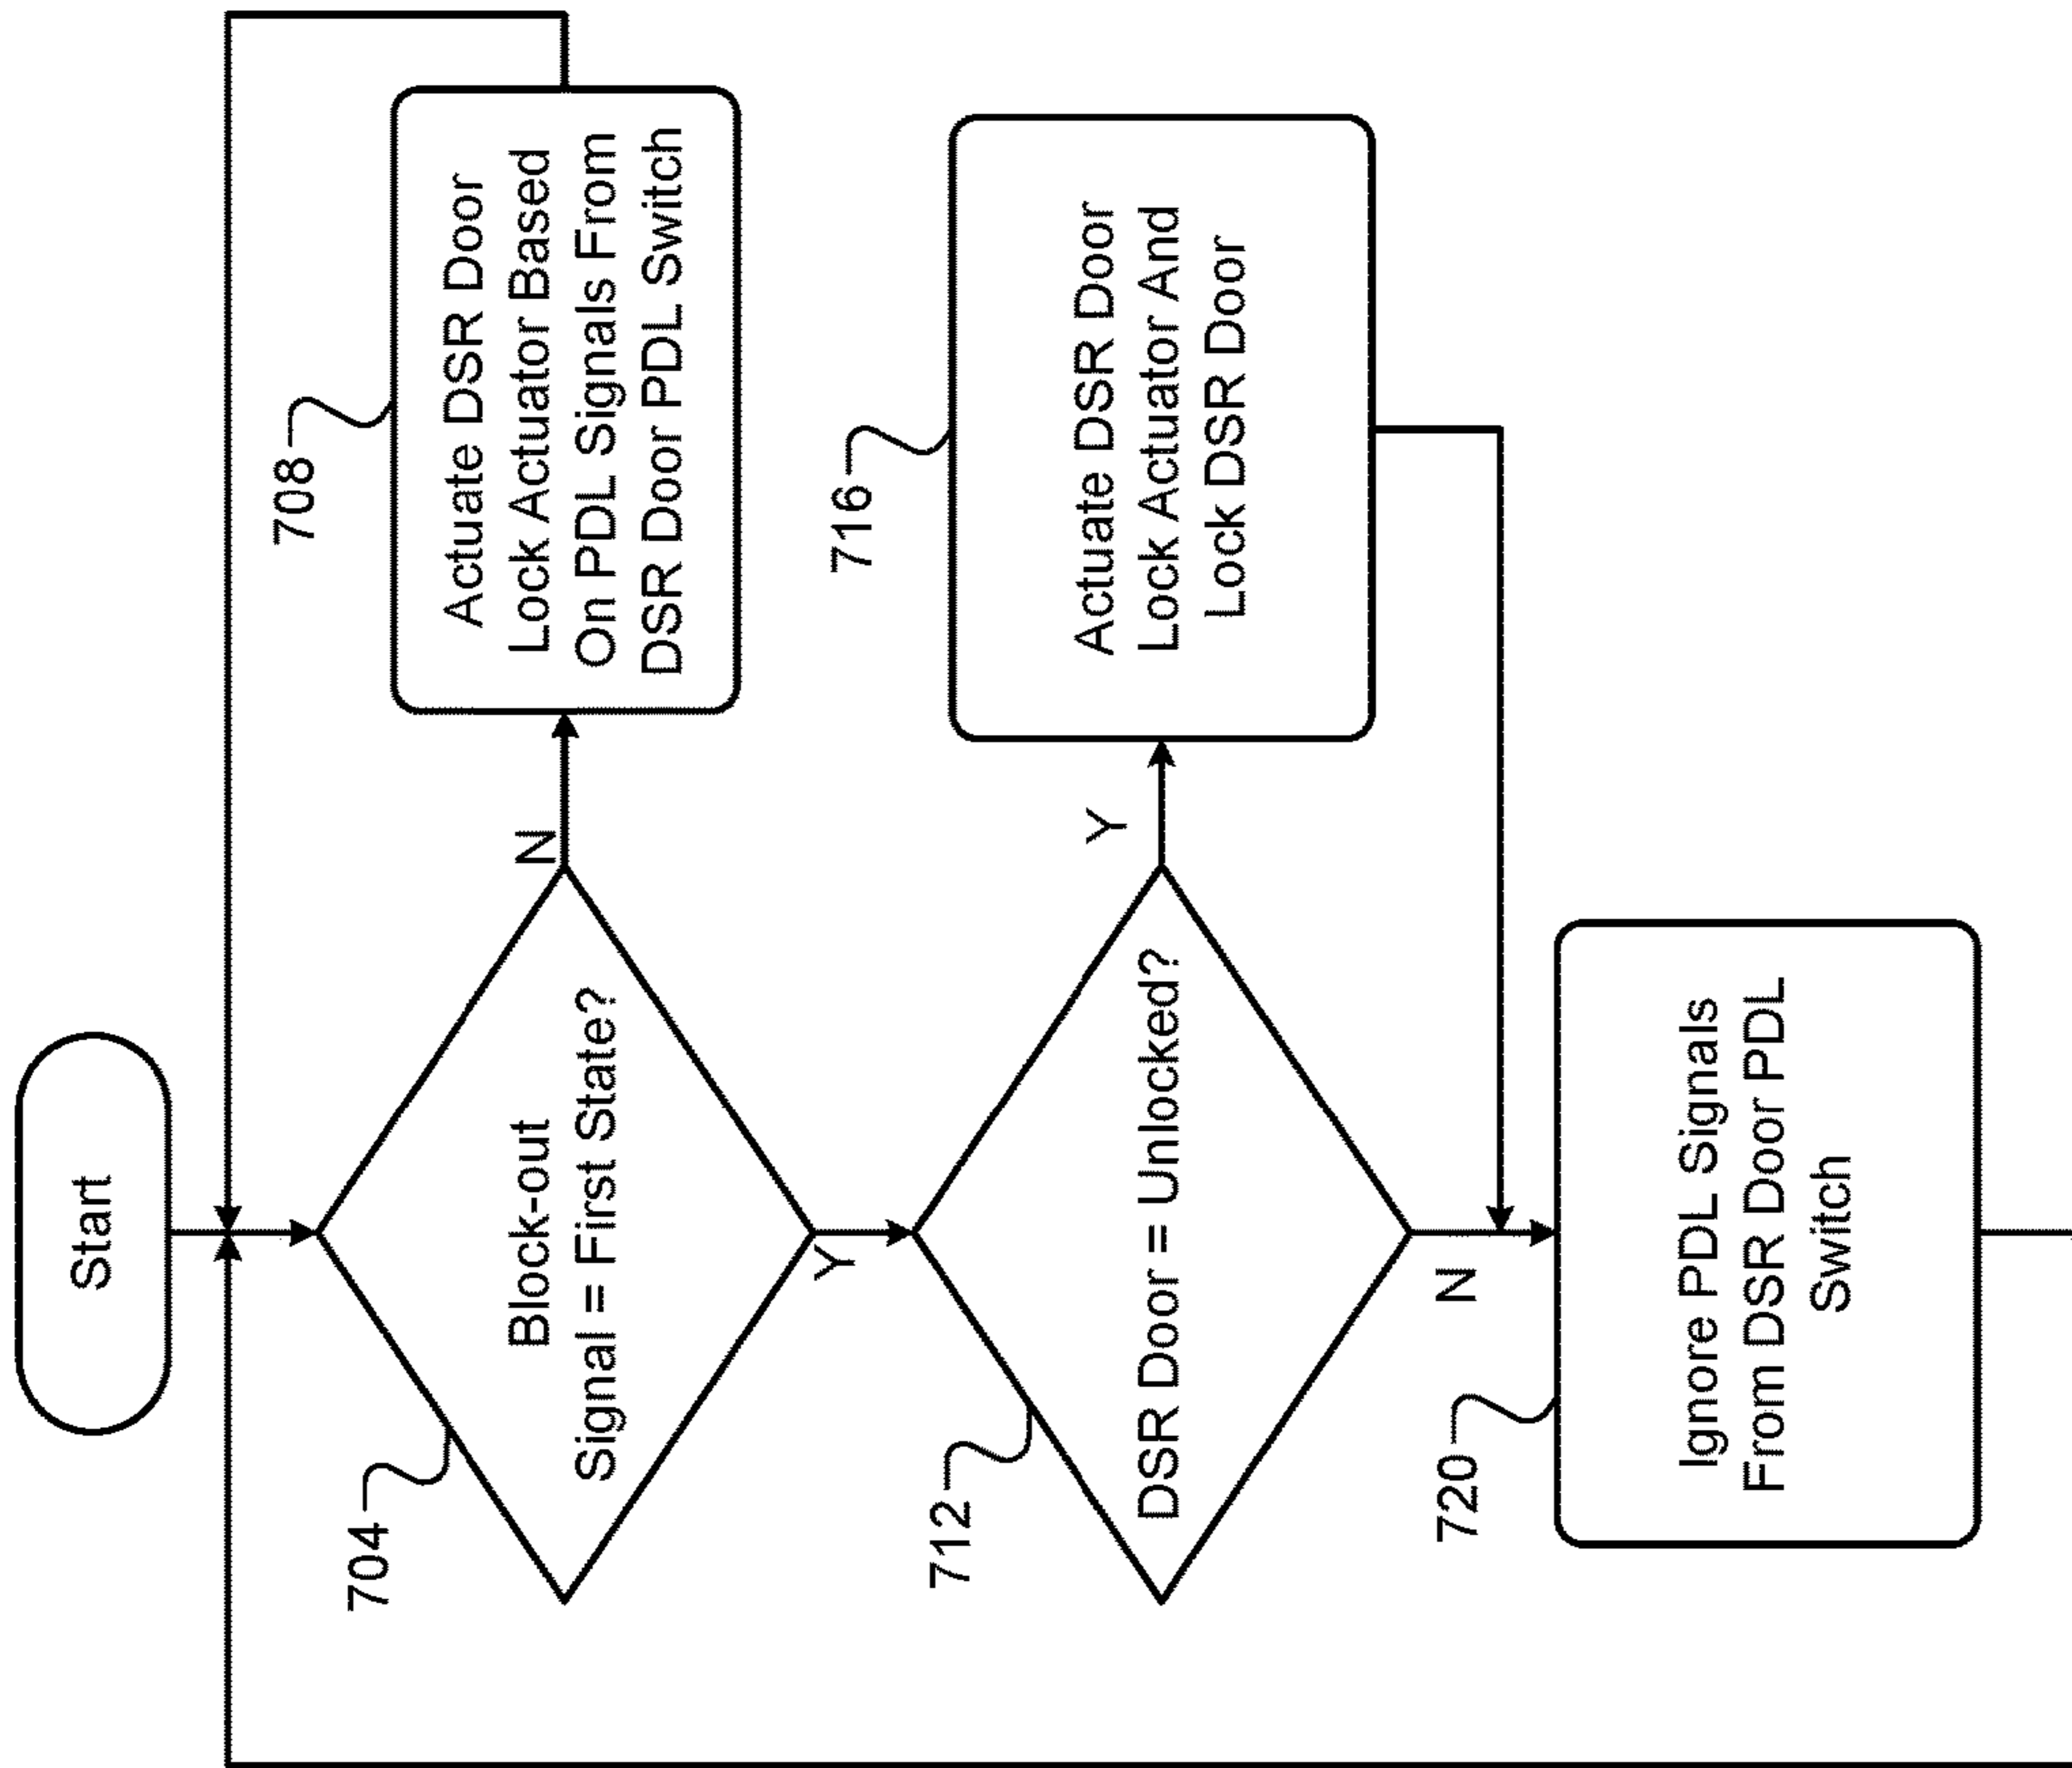 Start
704
Block-out
Signal = First State?
N
Y
708
Actuate DSR Door
Lock Actuator Based
On PDL Signals From
DSR Door PDL Switch
712
DSR Door = Unlocked?
Y
N
716
Actuate DSR Door
Lock Actuator And
Lock DSR Door
720
Ignore PDL Signals
From DSR Door PDL
Switch